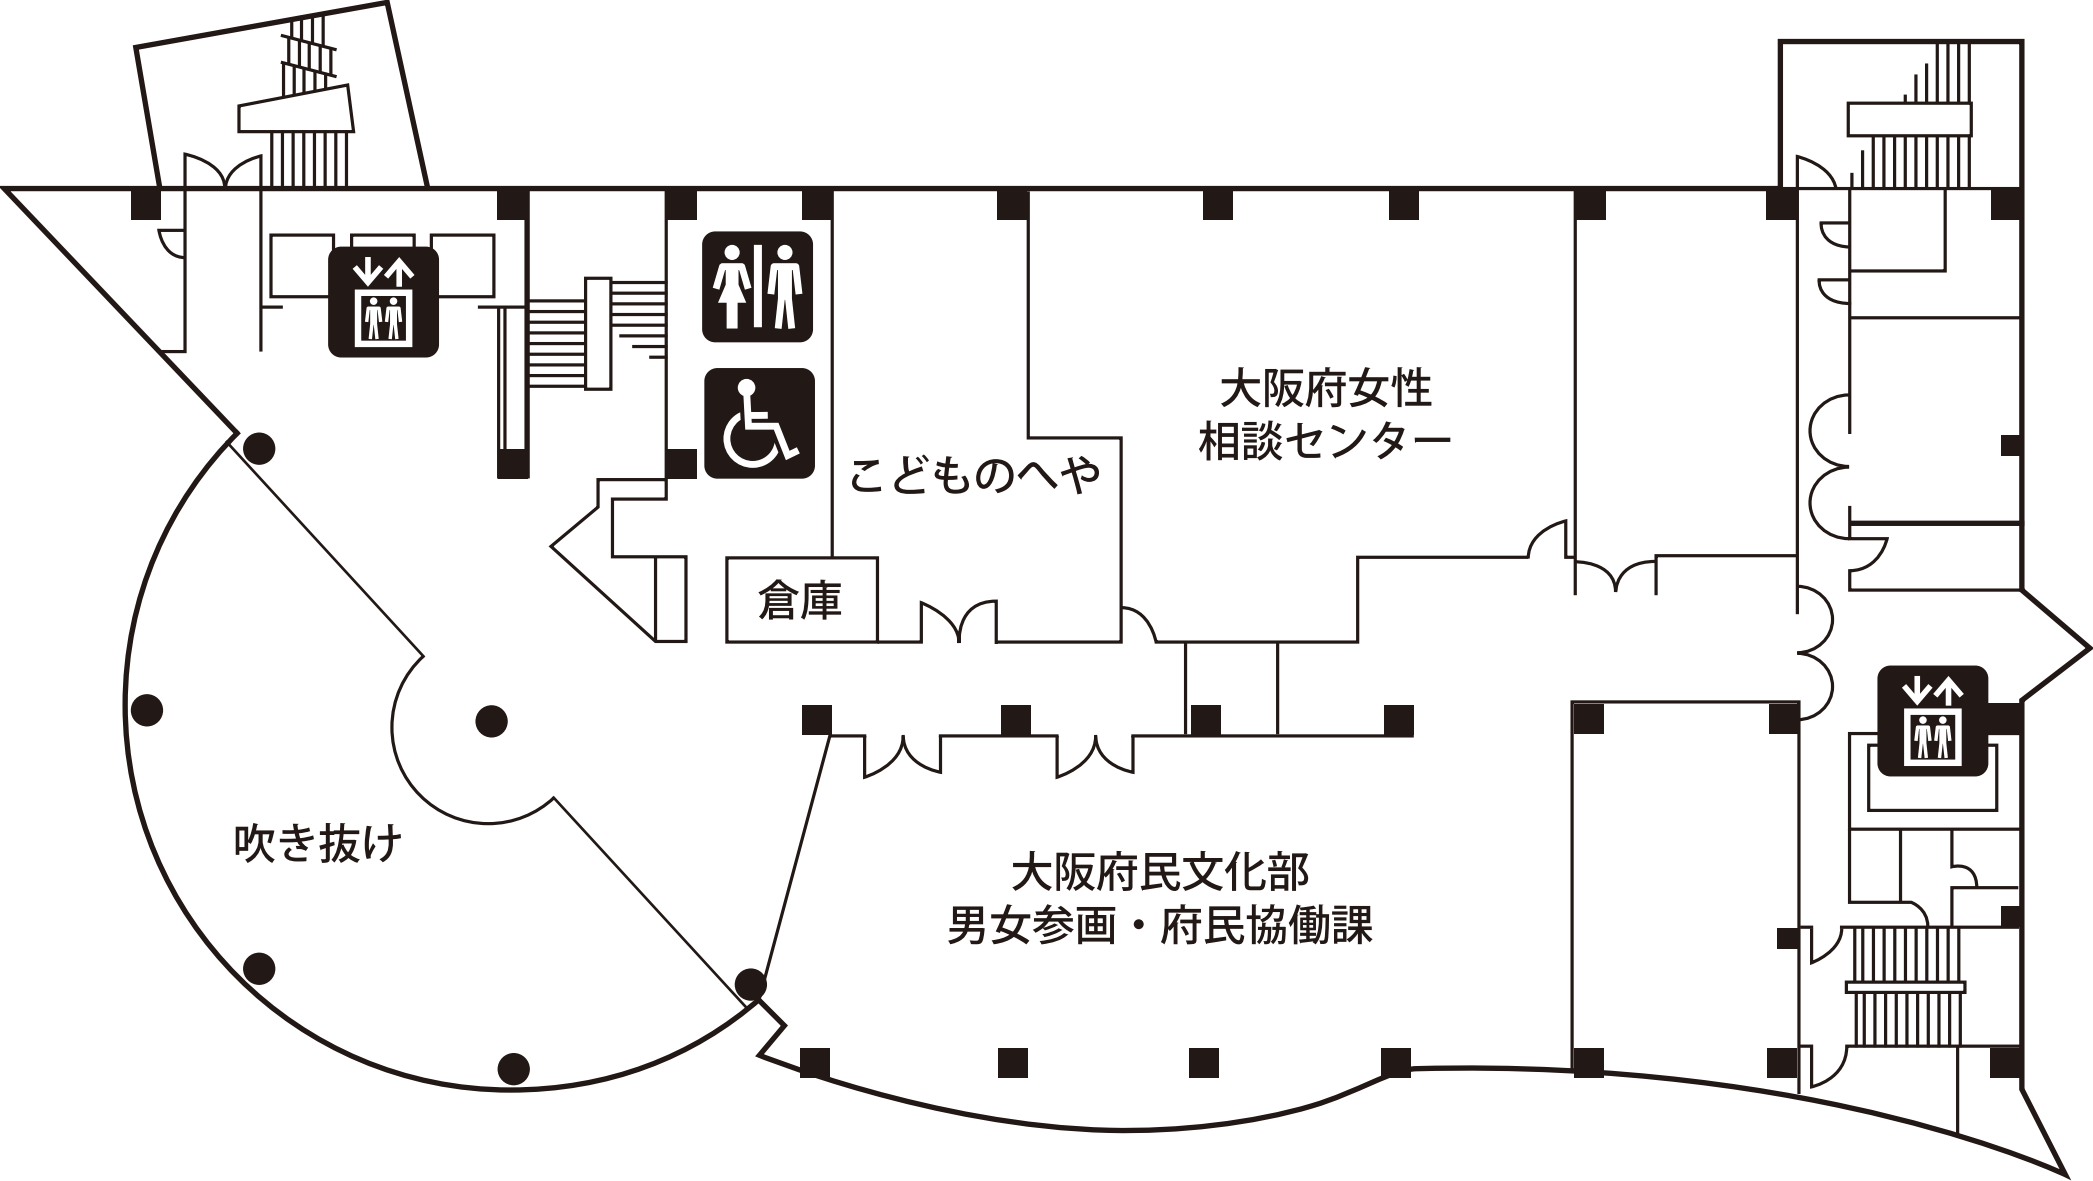 大阪府女性
相談センター
こどものへや
倉庫
吹き抜け
大阪府民文化部
男女参画・府民協働課